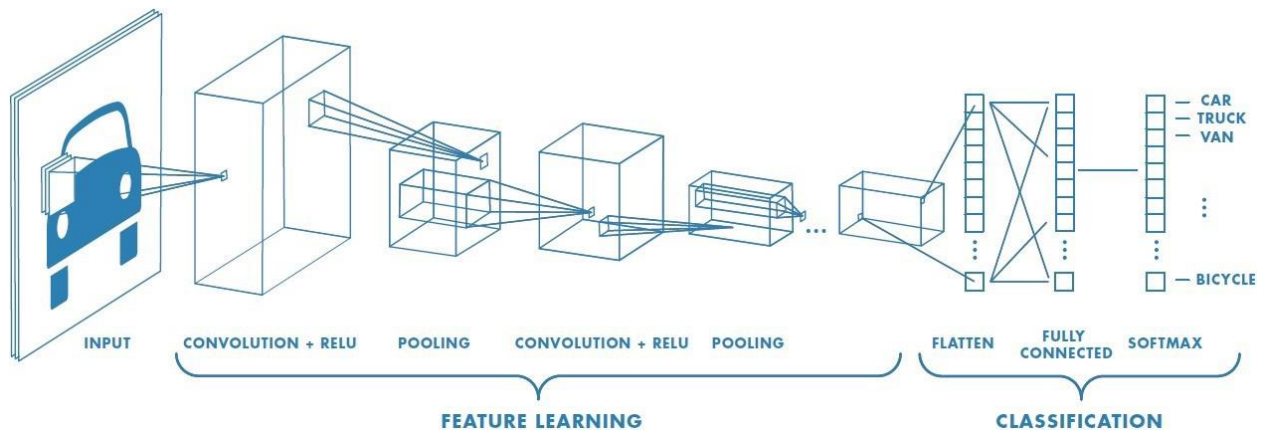 CAR
TRUCK
VAN
BICYCLE
INPUT
CONVOLUTION + RELU
POOLING
CONVOLUTION + RELU
POOLING
FLATTEN
FULLY
CONNECTED
SOFTMAX
FEATURE LEARNING
CLASSIFICATION